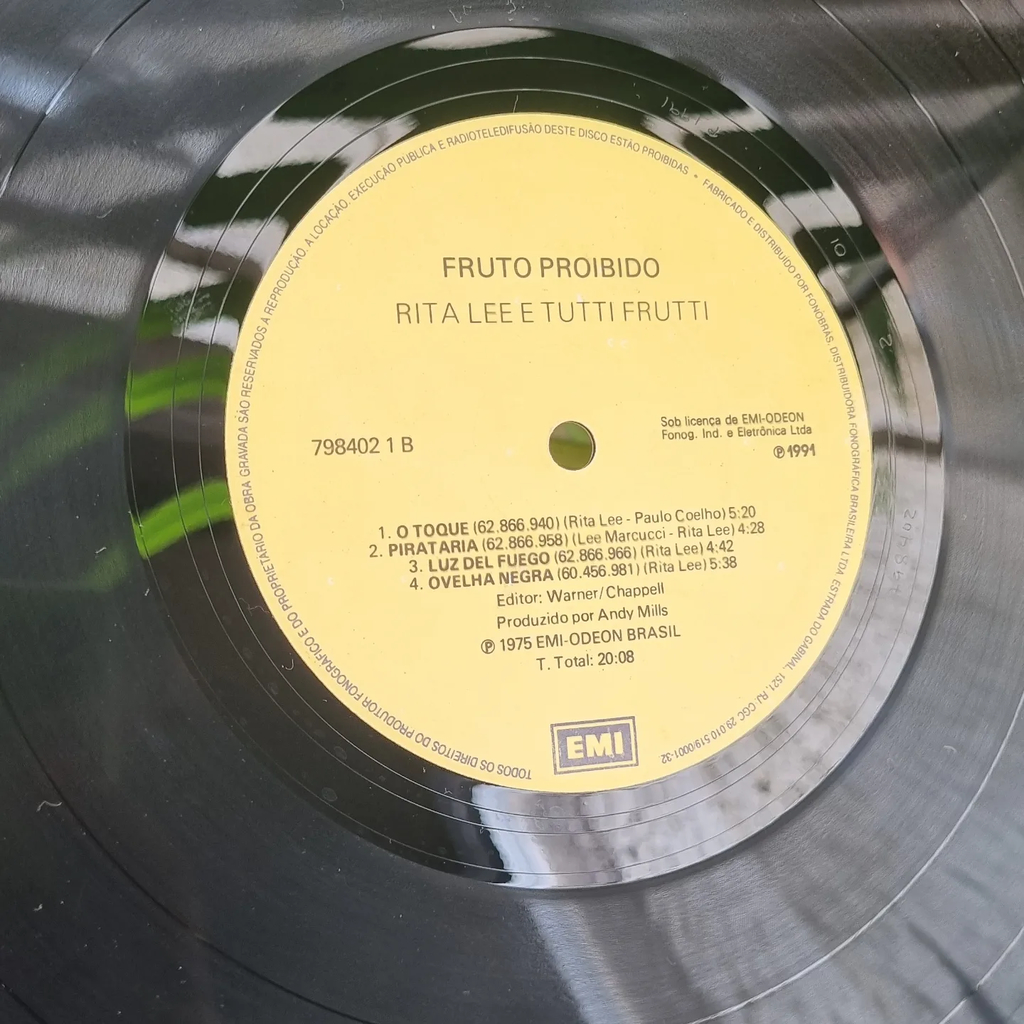 FRUTO PROIBIDO
RITA LEE E TUTTI FRUTTI
798402 1 B
Sob licença de EMI-ODEON
Fonog. Ind. e Eletrônica Ltda
℗ 1991
1. O TOQUE (62.866.940) (Rita Lee - Paulo Coelho) 5:20
2. PIRATARIA (62.866.958) (Lee Marcucci - Rita Lee) 4:28
3. LUZ DEL FUEGO (62.866.966) (Rita Lee) 4:42
4. OVELHA NEGRA (60.456.981) (Rita Lee) 5:38
Editor: Warner/Chappell
Produzido por Andy Mills
℗ 1975 EMI-ODEON BRASIL
T. Total: 20:08
EMI
TODOS OS DIREITOS DO PRODUTOR FONOGRÁFICO E DO PROPRIETÁRIO DA OBRA GRAVADA SÃO RESERVADOS A REPRODUÇÃO. A LOCAÇÃO. EXECUÇÃO PUBLICA E RADIOTELEDIFUSÃO DESTE DISCO ESTÃO PROIBIDAS • FABRICADO E DISTRIBUIDO POR FONOBRAS. DISTRIBUIDORA FONOGRÁFICA BRASILEIRA LTDA ESTRADA DO GABINAL, 1521, RJ CGC 29 010 519/0001-32
10
2
798402